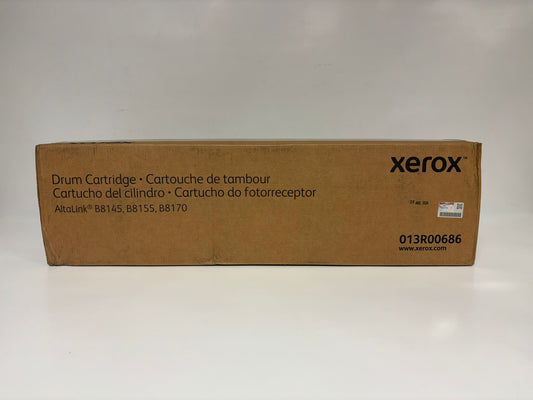 Drum Cartridge • Cartouche de tambour
Cartucho del cilindro • Cartucho do fotorreceptor
AltaLink® B8145, B8155, B8170
xerox™
013R00686
www.xerox.com